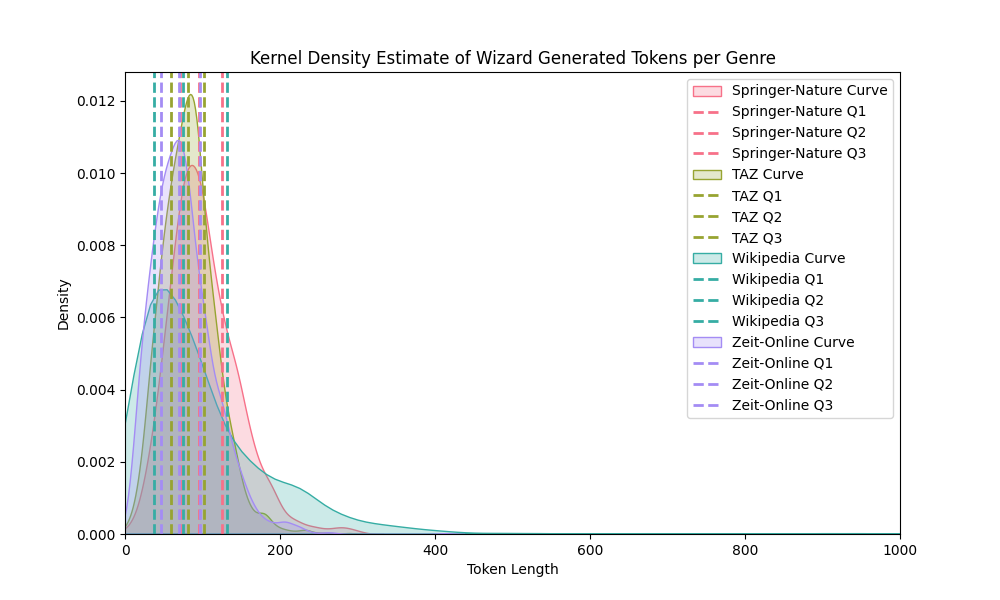 Kernel Density Estimate of Wizard Generated Tokens per Genre
Springer-Nature Curve
Springer-Nature Q1
Springer-Nature Q2
Springer-Nature Q3
TAZ Curve
TAZ Q1
TAZ Q2
TAZ Q3
Wikipedia Curve
Wikipedia Q1
Wikipedia Q2
Wikipedia Q3
Zeit-Online Curve
Zeit-Online Q1
Zeit-Online Q2
Zeit-Online Q3
Density
0.012
0.010
0.008
0.006
0.004
0.002
0.000
0 200 400 600 800 1000
Token Length